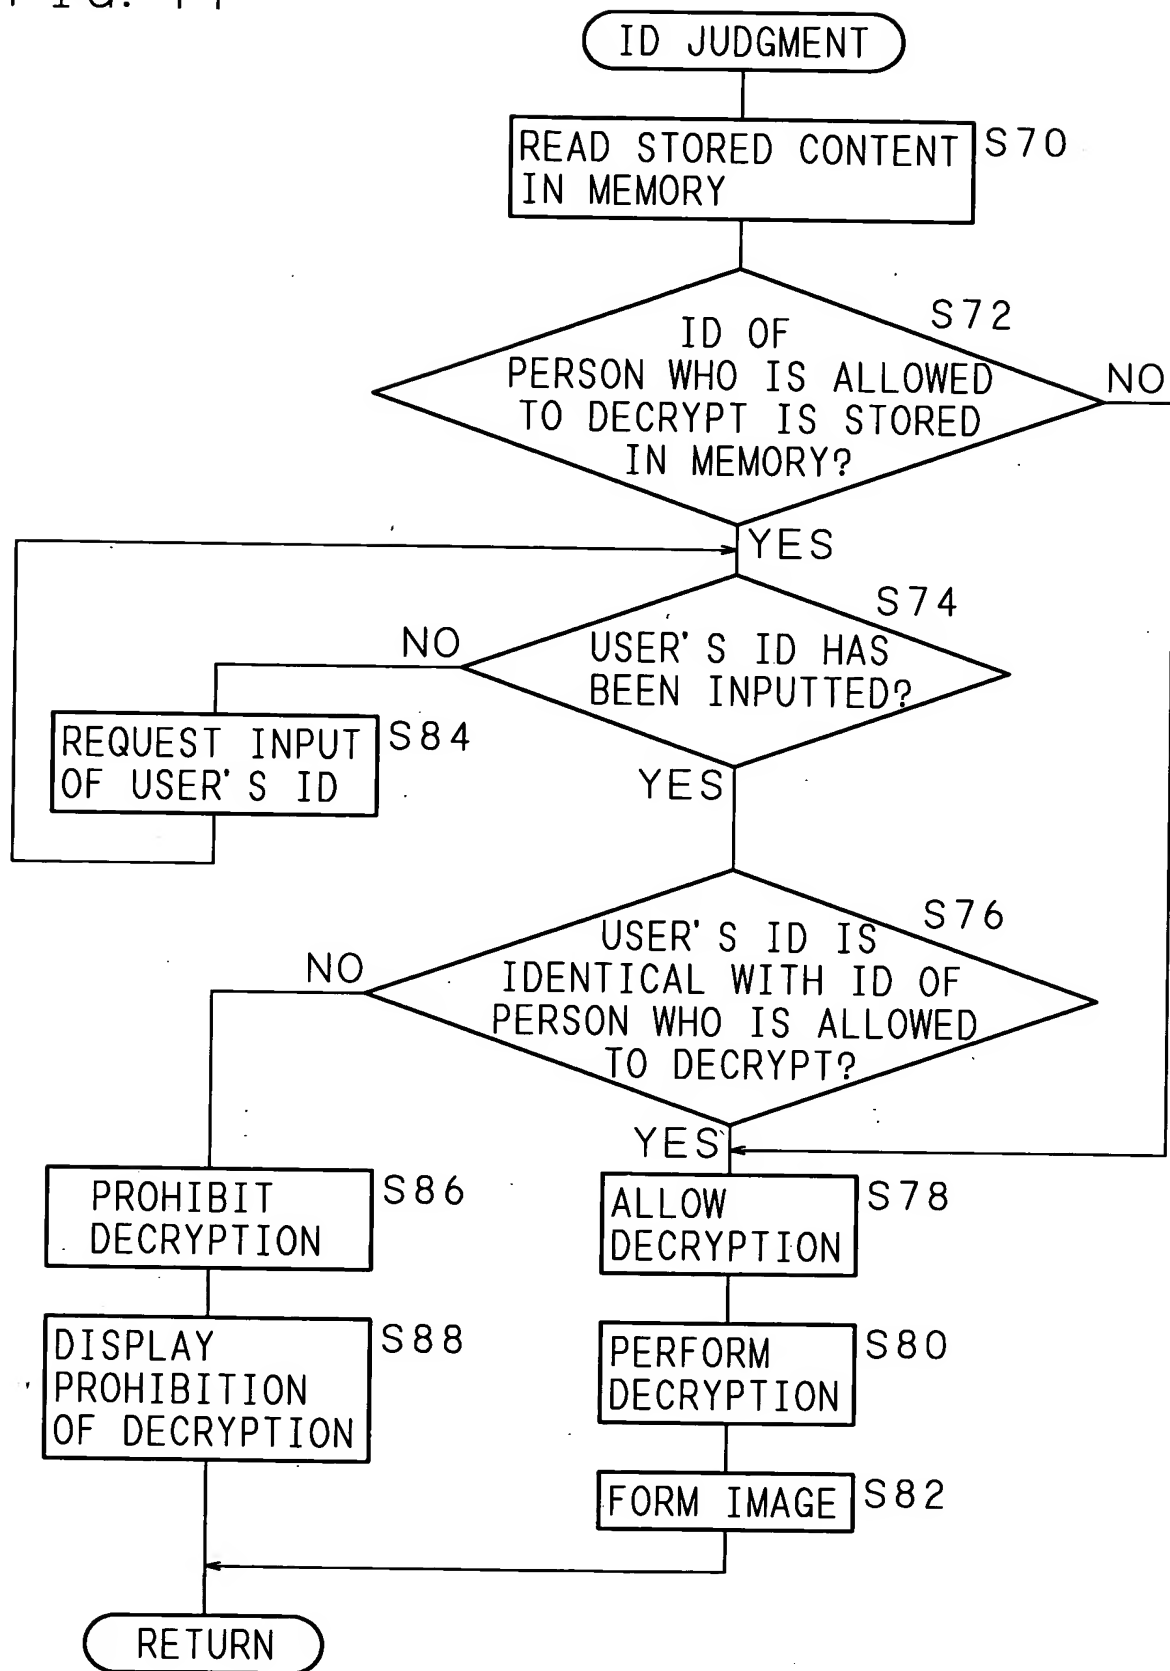 ID JUDGMENT
READ STORED CONTENT
IN MEMORY
S70
S72
ID OF
PERSON WHO IS ALLOWED
TO DECRYPT IS STORED
IN MEMORY?
NO
YES
S74
NO
USER'S ID HAS
BEEN INPUTTED?
REQUEST INPUT
OF USER'S ID
S84
YES
S76
USER'S ID IS
IDENTICAL WITH ID OF
PERSON WHO IS ALLOWED
TO DECRYPT?
NO
YES
PROHIBIT
DECRYPTION
S86
ALLOW
DECRYPTION
S78
DISPLAY
PROHIBITION
OF DECRYPTION
S88
PERFORM
DECRYPTION
S80
FORM IMAGE
S82
RETURN